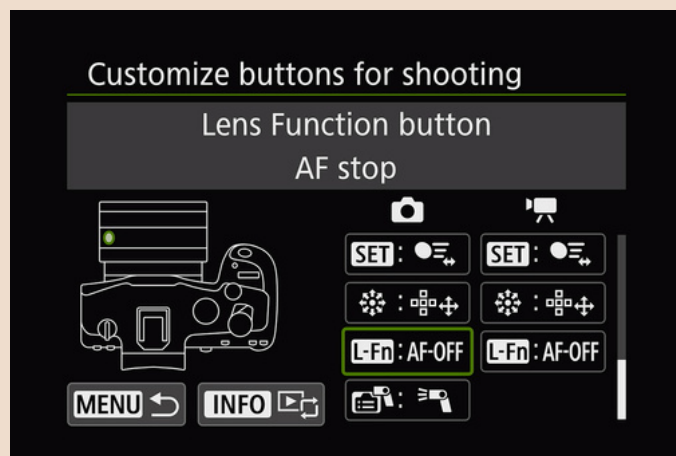 Customize buttons for shooting
Lens Function button
AF stop
SET : SET :
: :
L-Fn : AF-OFF L-Fn : AF-OFF
:
MENU INFO